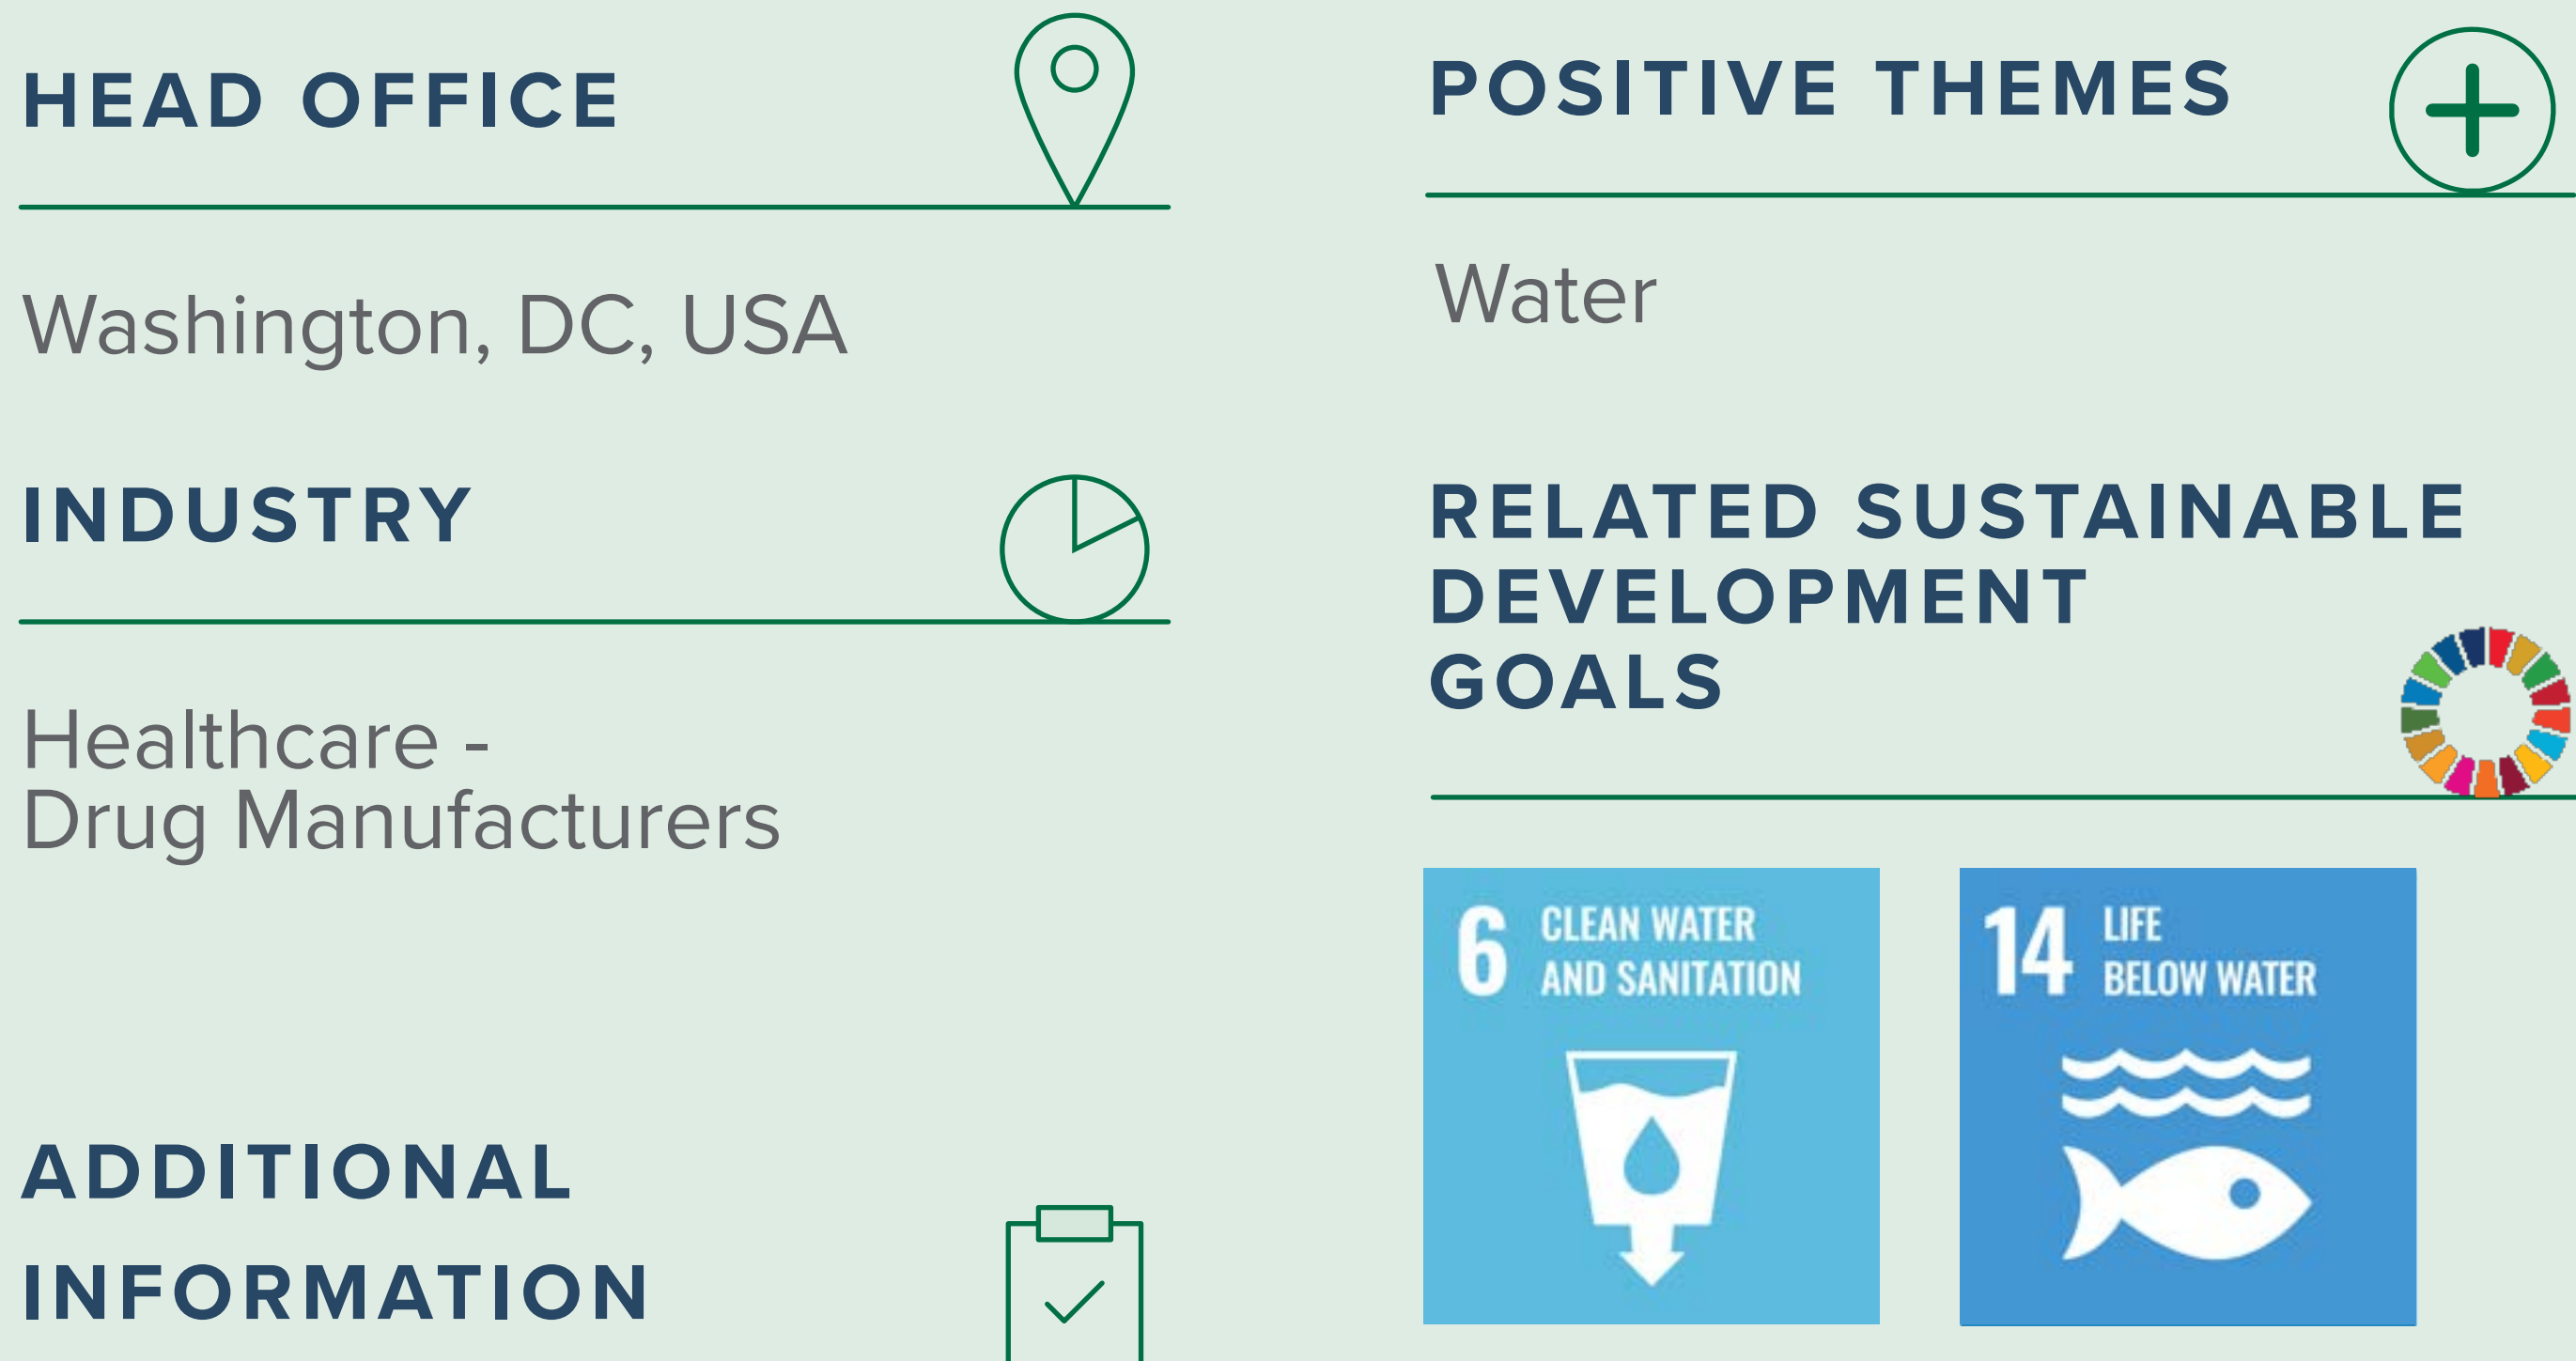 HEAD OFFICE
Washington, DC, USA
INDUSTRY
Healthcare -
Drug Manufacturers
ADDITIONAL
INFORMATION
POSITIVE THEMES
Water
RELATED SUSTAINABLE
DEVELOPMENT
GOALS
6 CLEAN WATER
AND SANITATION
14 LIFE
BELOW WATER